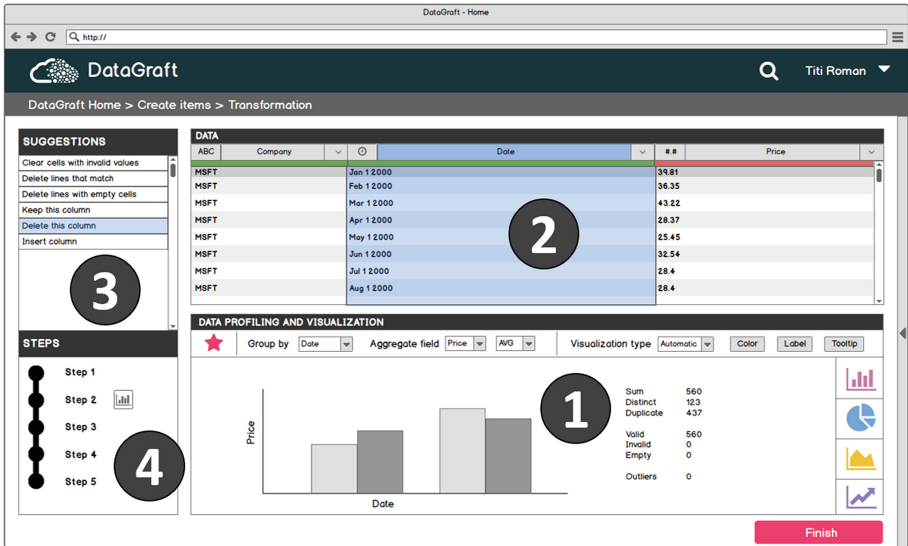 DataGraft - Home
http://
DataGraft
Titi Roman
DataGraft Home > Create items > Transformation
SUGGESTIONS
Clear cells with invalid values
Delete lines that match
Delete lines with empty cells
Keep this column
Delete this column
Insert column
3
DATA
ABC Company Date #.# Price
MSFT Jan 1 2000 39.81
MSFT Feb 1 2000 36.35
MSFT Mar 1 2000 43.22
MSFT Apr 1 2000 28.37
MSFT May 1 2000 25.45
MSFT Jun 1 2000 32.54
MSFT Jul 1 2000 28.4
MSFT Aug 1 2000 28.4
2
STEPS
Step 1
Step 2
Step 3
Step 4
Step 5
4
DATA PROFILING AND VISUALIZATION
Group by Date Aggregate field Price AVG Visualization type Automatic Color Label Tooltip
Price
Date
1
Sum 560
Distinct 123
Duplicate 437
Valid 560
Invalid 0
Empty 0
Outliers 0
Finish